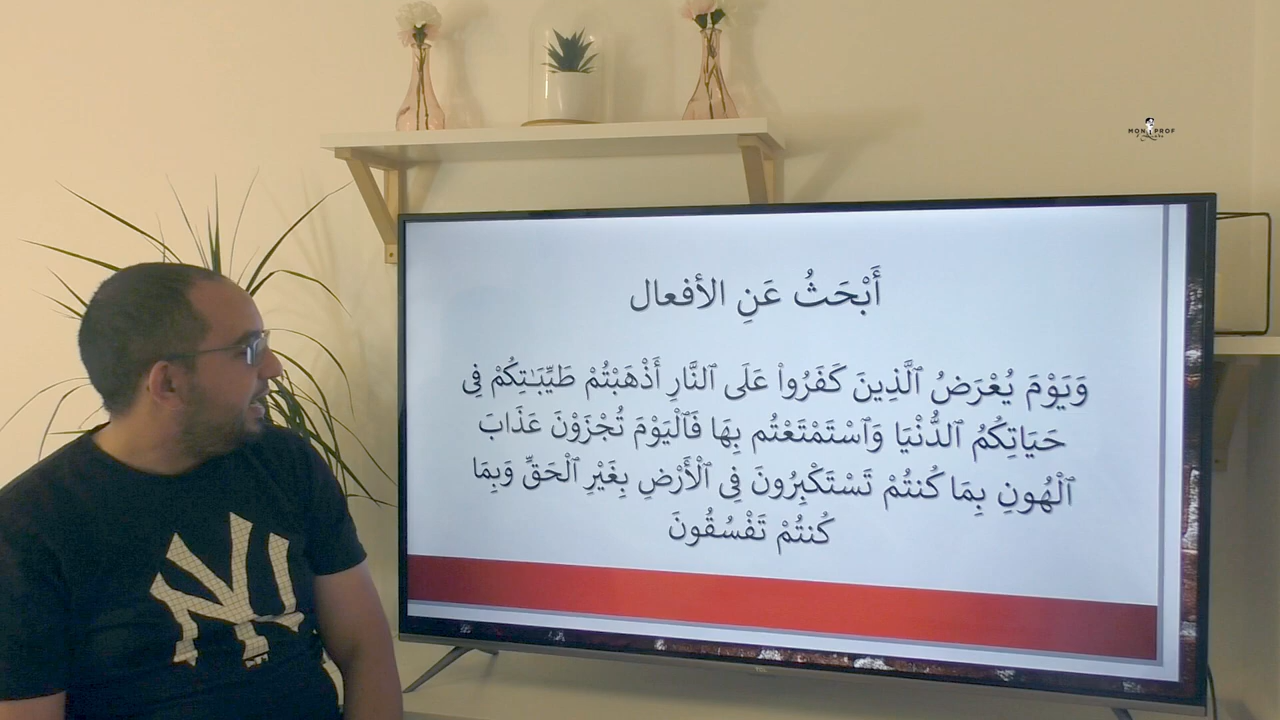 MON PROF
أَبْحَثُ عَنِ الأفعال
وَيَوْمَ يُعْرَضُ ٱلَّذِينَ كَفَرُوا۟ عَلَى ٱلنَّارِ أَذْهَبْتُمْ طَيِّبَـٰتِكُمْ فِى
حَيَاتِكُمُ ٱلدُّنْيَا وَٱسْتَمْتَعْتُم بِهَا فَٱلْيَوْمَ تُجْزَوْنَ عَذَابَ
ٱلْهُونِ بِمَا كُنتُمْ تَسْتَكْبِرُونَ فِى ٱلْأَرْضِ بِغَيْرِ ٱلْحَقِّ وَبِمَا
كُنتُمْ تَفْسُقُونَ
NY